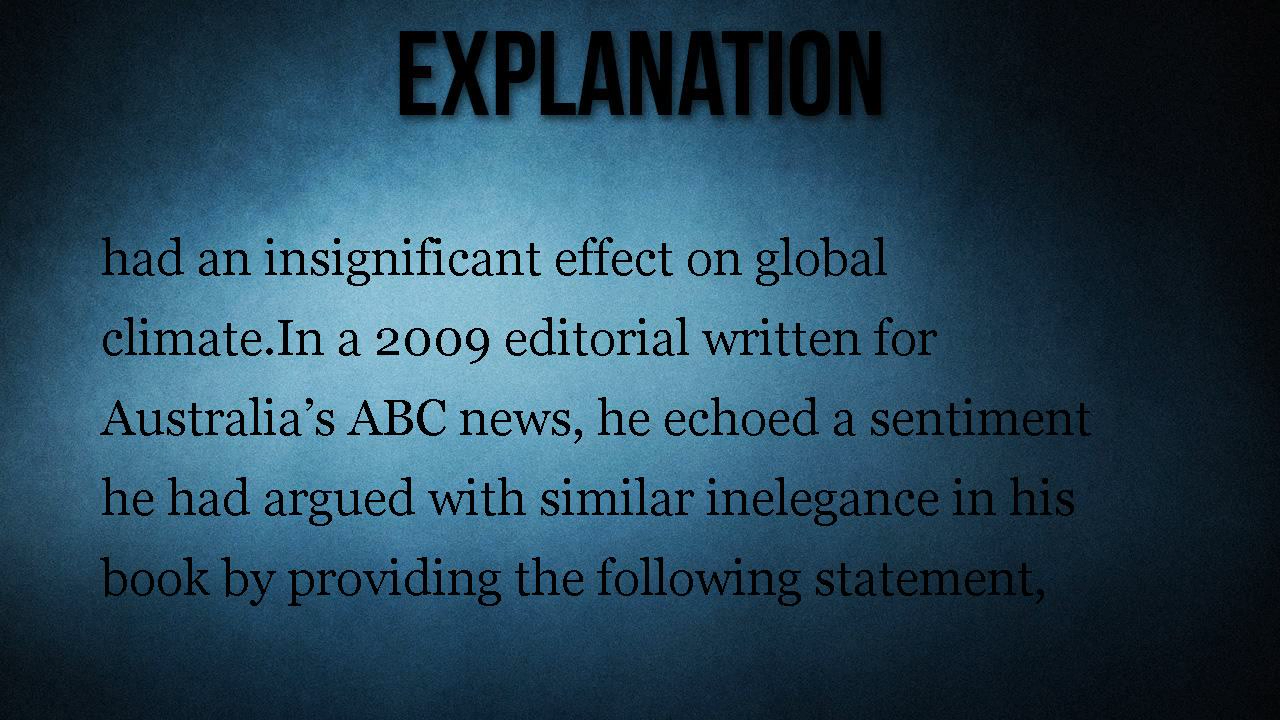 EXPLANATION
had an insignificant effect on global
climate.In a 2009 editorial written for
Australia’s ABC news, he echoed a sentiment
he had argued with similar inelegance in his
book by providing the following statement,